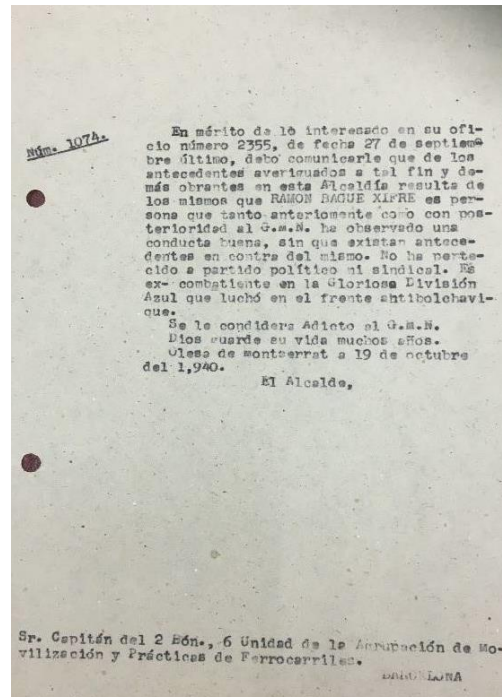 Núm. 1074.
En mérito de lo interesado en su ofi-
cio número 2355, de fecha 27 de septiem-
bre último, debo comunicarle que de los
antecedentes averiguados a tal fin y de-
más obrantes en esta Alcaldía resulta de
los mismos que RAMON BAGUE XIFRE es per-
sona que tanto anteriomente como con pos-
terioridad al G.m.N. ha observado una
conducta buena, sin que existan antece-
dentes en contra del mismo. No ha perte-
cido a partido político ni sindical. Es
ex-combatiente en la Gloriosa División
Azul que luchó en el frente ahtibolchavi-
que.
Se le condidera Adicto al G.m.N.
Dios guarde su vida muchos años.
Olesa de montserrat a 19 de octubre
del 1,940.
El Alcalde,
Sr. Capitán del 2 Bón., 6 Unidad de la Agrupación de Mo-
vilización y Prácticas de Ferrocarriles.
BARCELONA